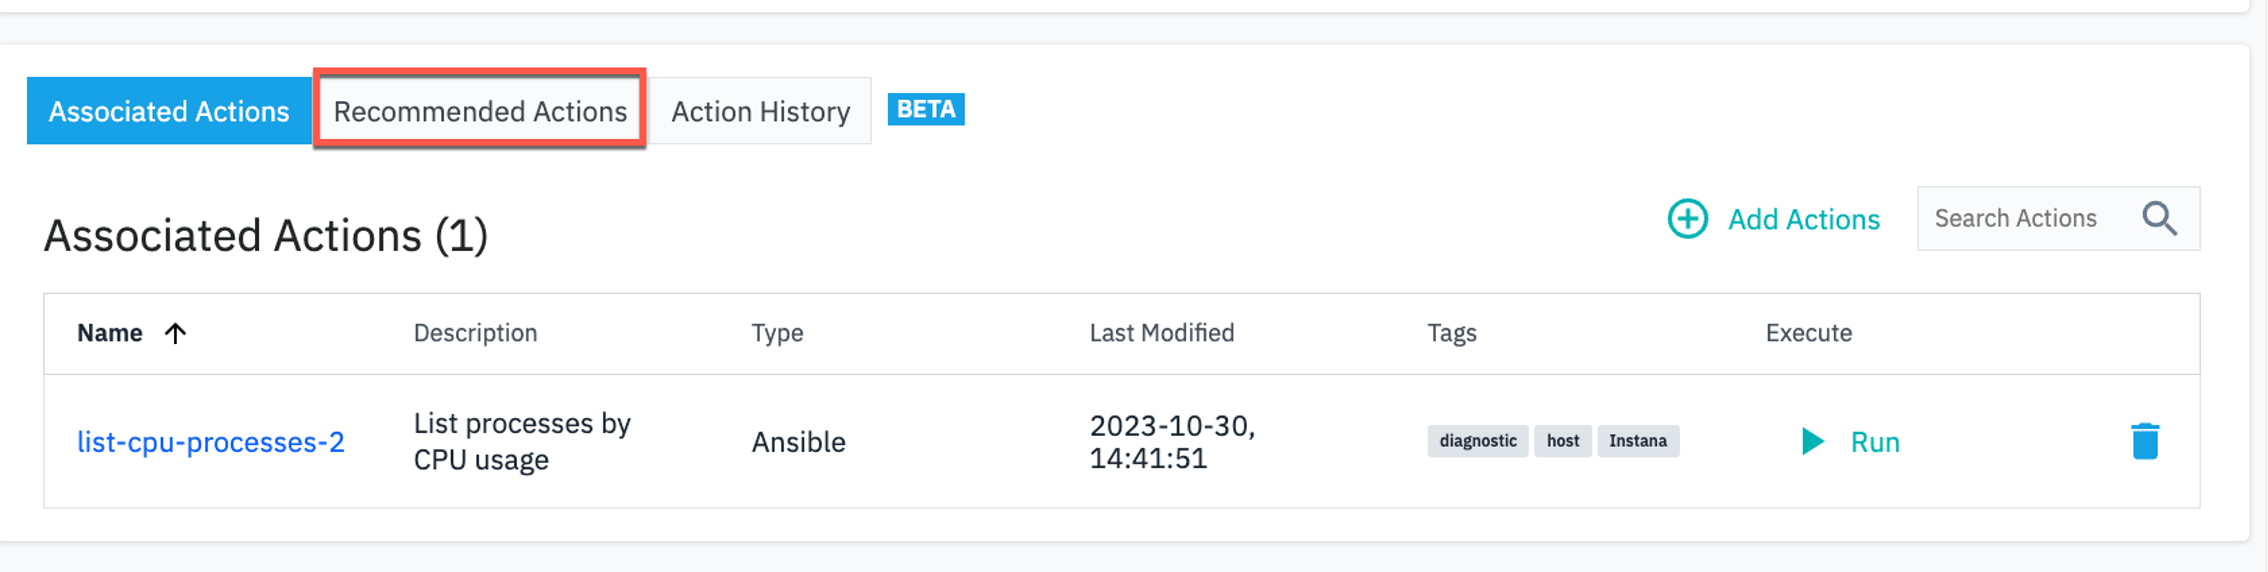 Associated Actions Recommended Actions Action History BETA
Associated Actions (1)
Add Actions
Search Actions
Name Description Type Last Modified Tags Execute
list-cpu-processes-2
List processes by
CPU usage
Ansible
2023-10-30,
14:41:51
diagnostic host Instana
Run